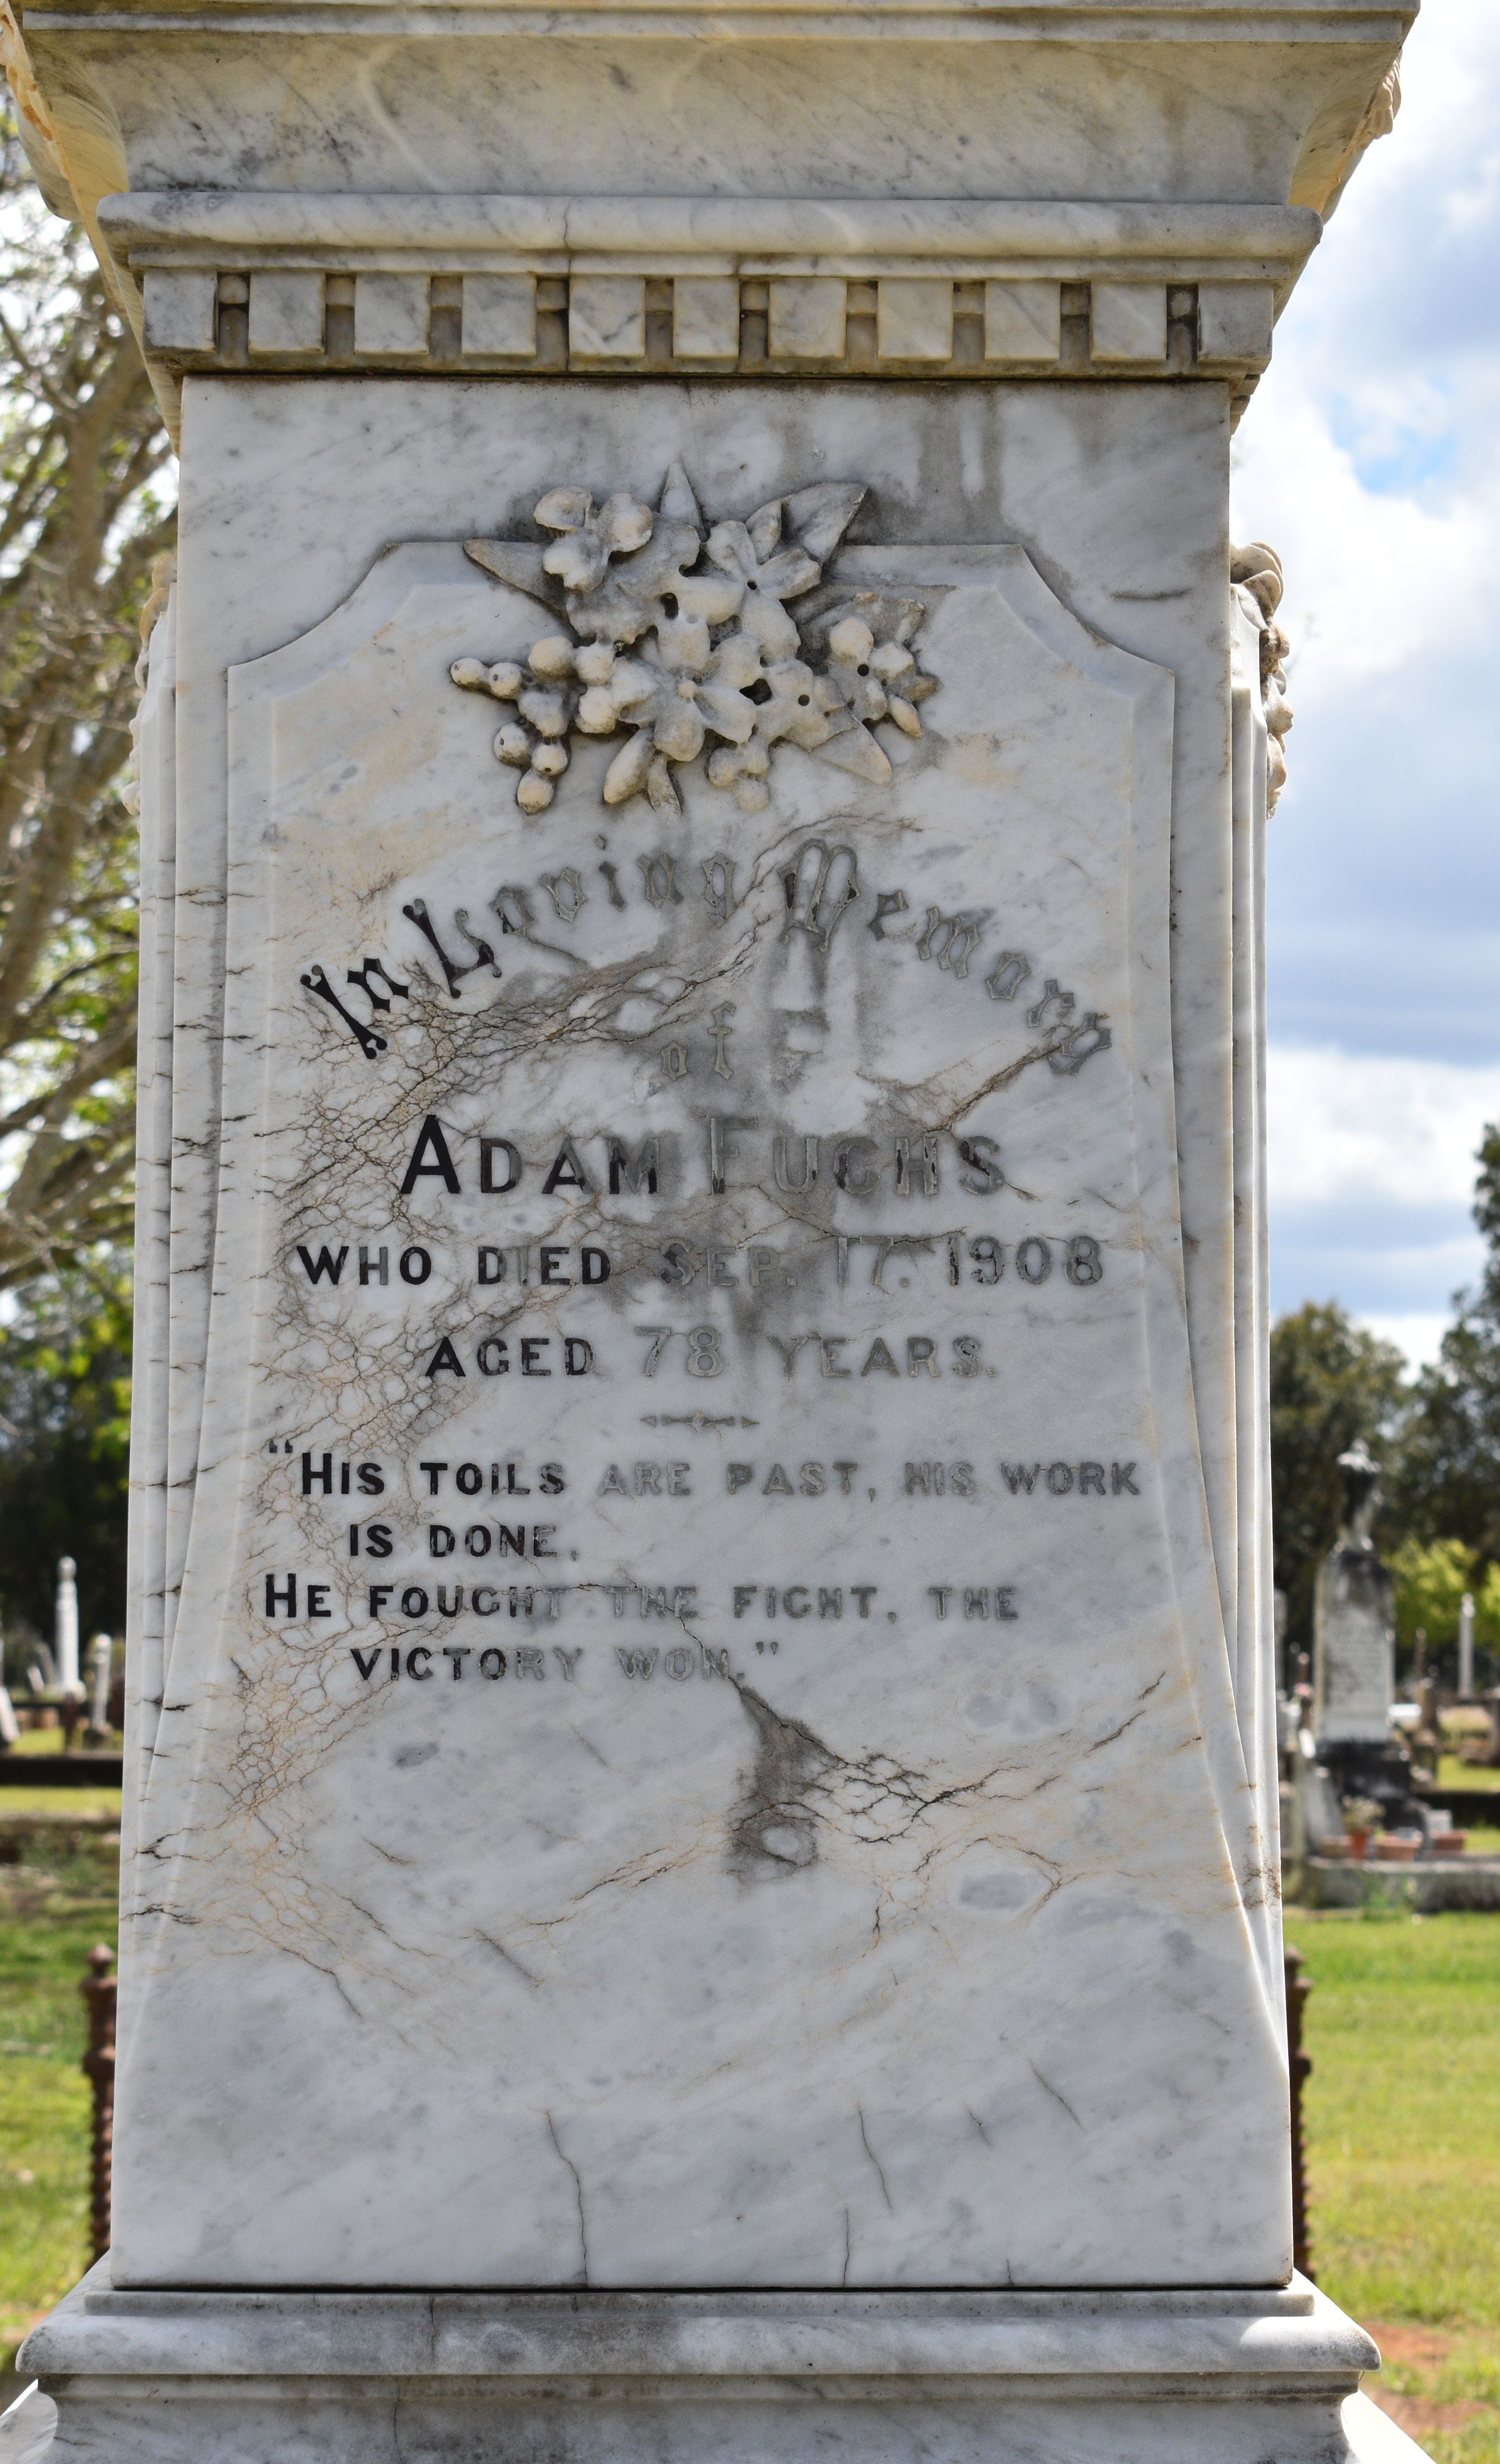 In Loving Memory
of
ADAM FUCHS
WHO DIED SEP. 17. 1908
AGED 78 YEARS.
"HIS TOILS ARE PAST, HIS WORK
IS DONE,
HE FOUGHT THE FIGHT, THE
VICTORY WON."